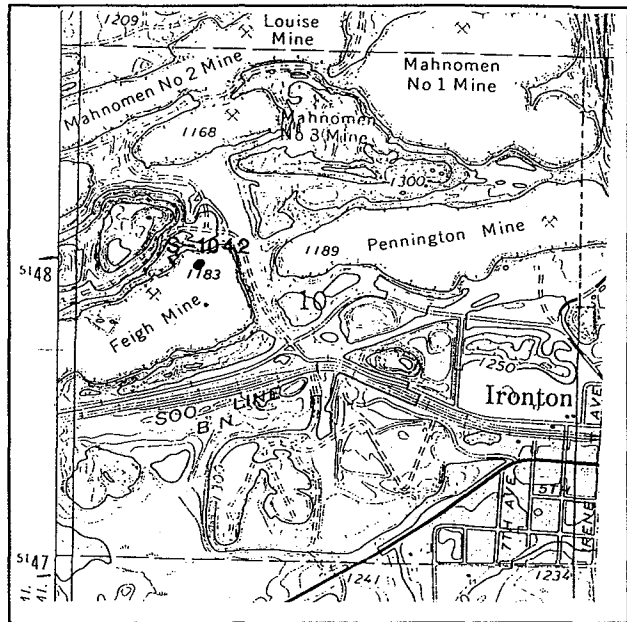 1209
Louise
Mine
Mahnomen No 2 Mine
Mahnomen
No 1 Mine
Mahnomen
No 3 Mine
1168
1300
S-1042
1189
Pennington Mine
5148
1183
10
Feigh Mine
1250
Ironton
SOO LINE
B N
7TH AVE
IRENE AVE
5147
1241
1234